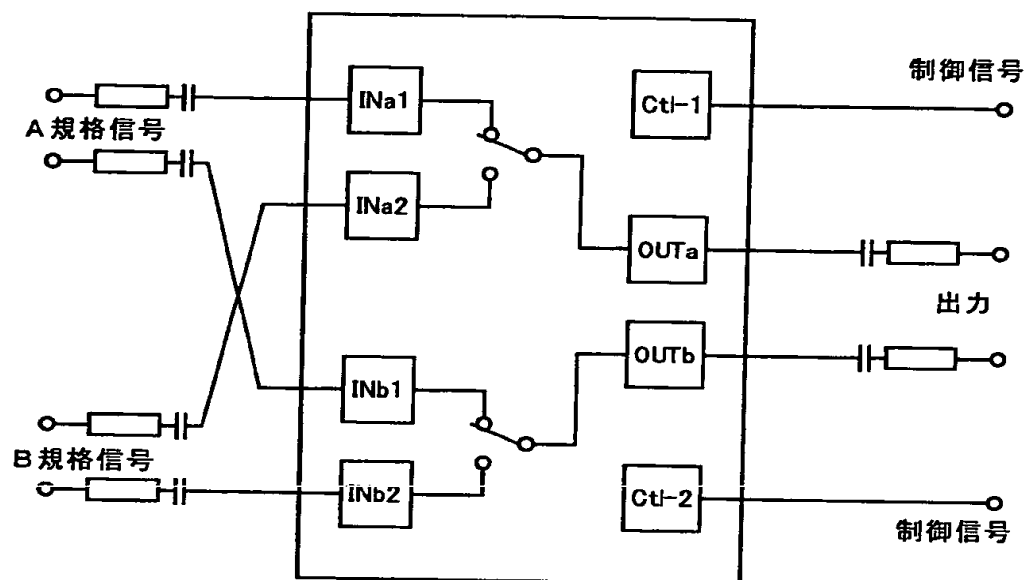 制御信号
INa1
Ctl-1
A規格信号
INa2
OUTa
出力
OUTb
INb1
B規格信号
INb2
Ctl-2
制御信号